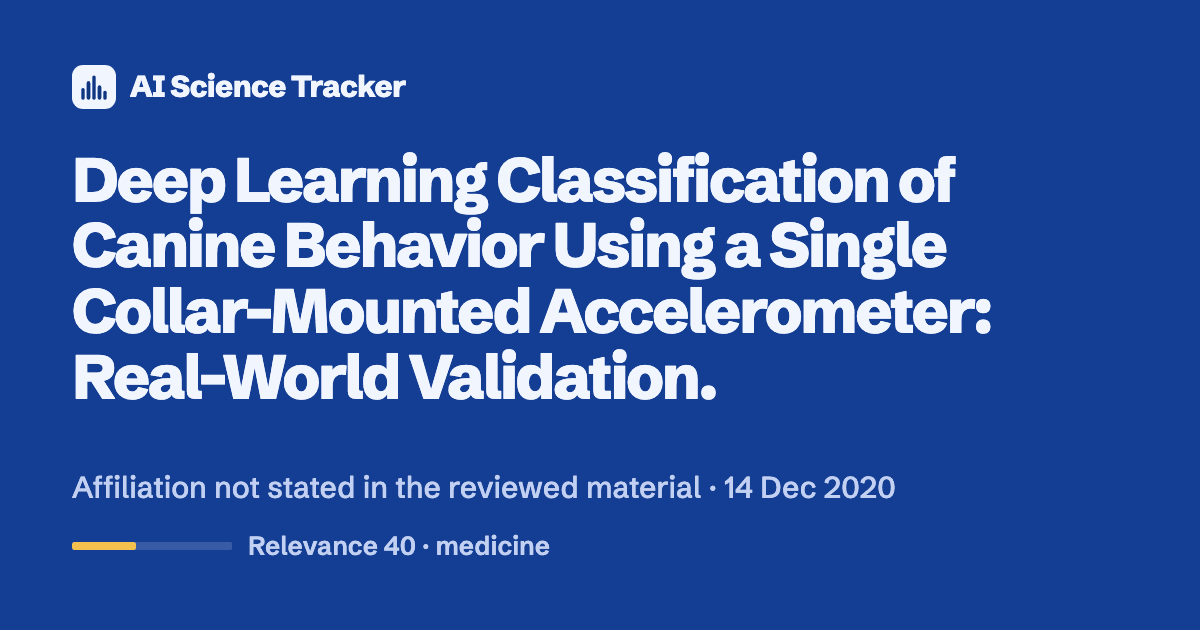 AI Science Tracker
Deep Learning Classification of
Canine Behavior Using a Single
Collar-Mounted Accelerometer:
Real-World Validation.
Affiliation not stated in the reviewed material · 14 Dec 2020
Relevance 40 · medicine